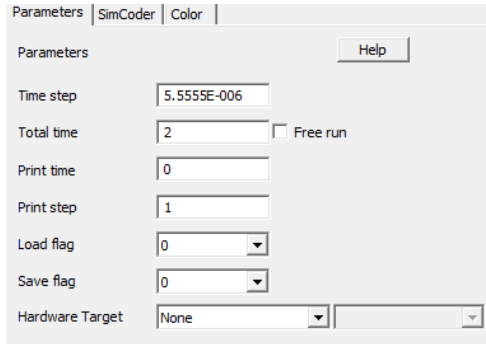 Parameters SimCoder Color
Parameters Help
Time step 5.5555E-006
Total time 2 Free run
Print time 0
Print step 1
Load flag 0
Save flag 0
Hardware Target None